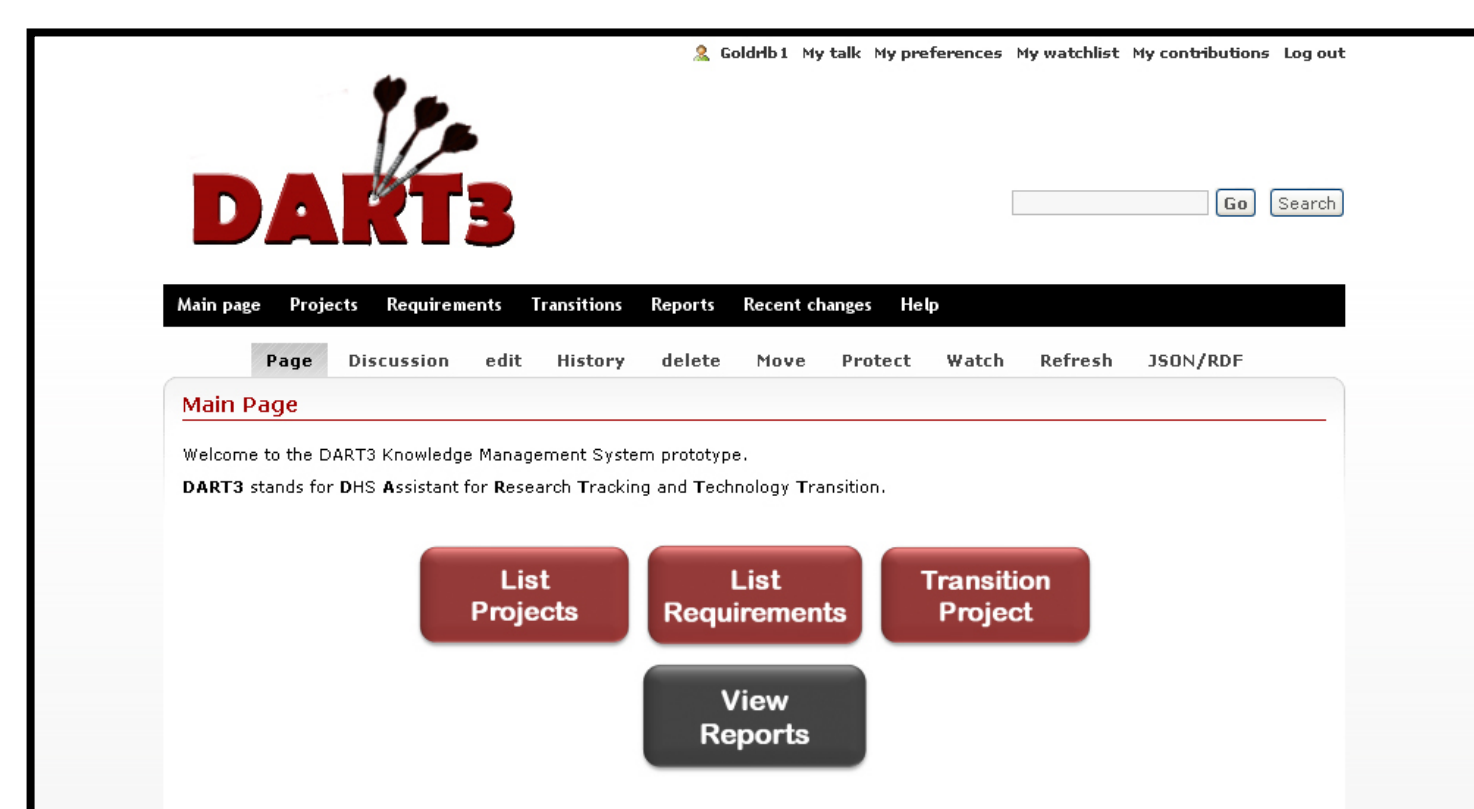 Goldrlb1 My talk My preferences My watchlist My contributions Log out
DART3
Go Search
Main page Projects Requirements Transitions Reports Recent changes Help
Page Discussion edit History delete Move Protect Watch Refresh JSON/RDF
Main Page
Welcome to the DART3 Knowledge Management System prototype.
DART3 stands for DHS Assistant for Research Tracking and Technology Transition.
List
Projects
List
Requirements
Transition
Project
View
Reports